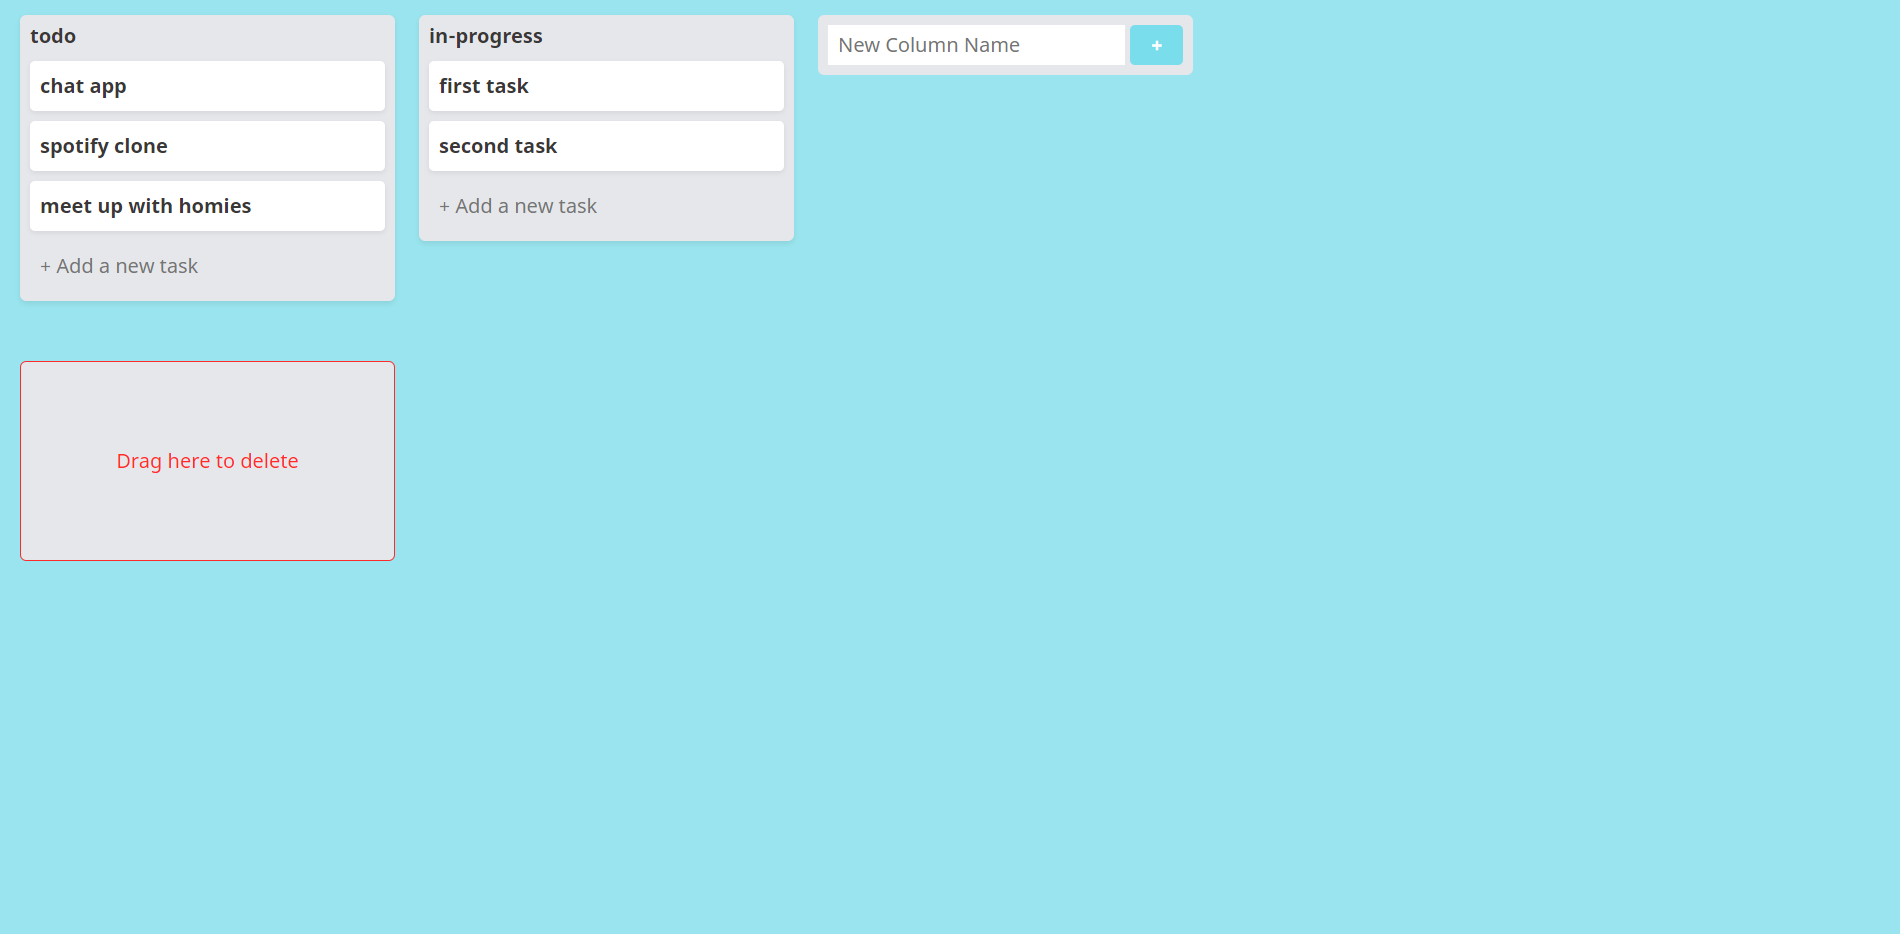 todo
chat app
spotify clone
meet up with homies
+ Add a new task
in-progress
first task
second task
+ Add a new task
New Column Name
+
Drag here to delete